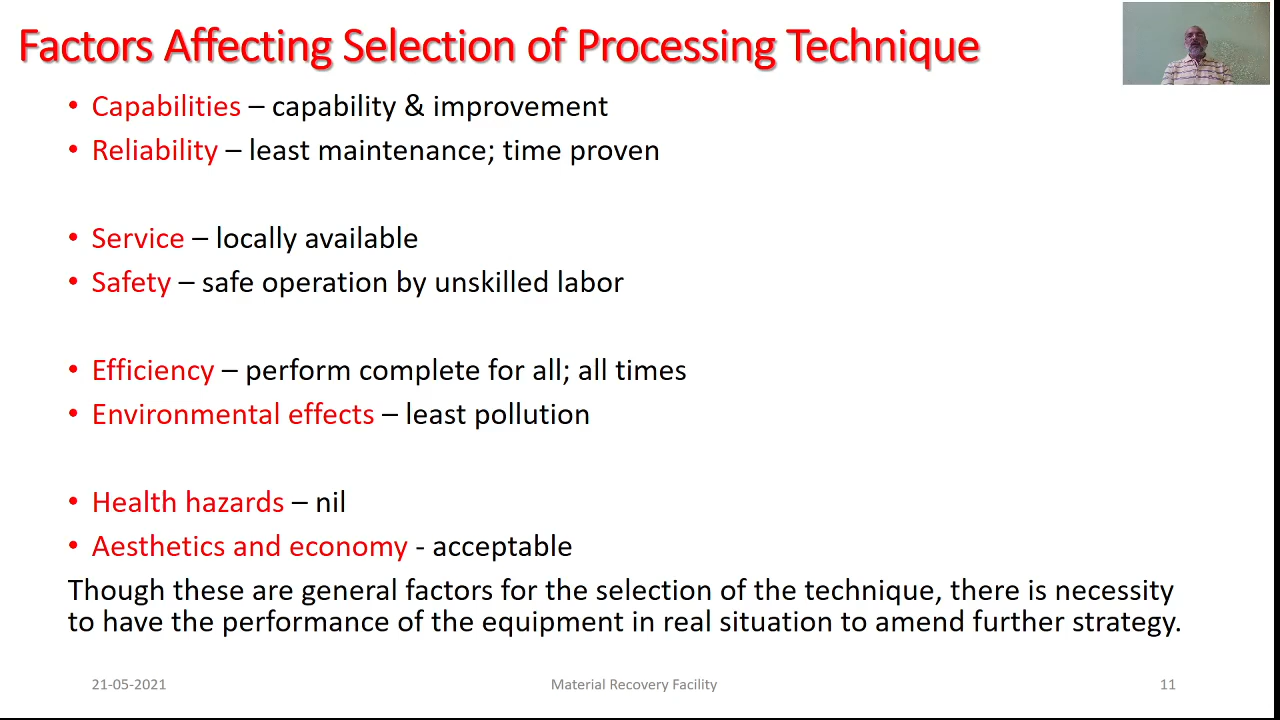 Factors Affecting Selection of Processing Technique
• Capabilities – capability & improvement
• Reliability – least maintenance; time proven
• Service – locally available
• Safety – safe operation by unskilled labor
• Efficiency – perform complete for all; all times
• Environmental effects – least pollution
• Health hazards – nil
• Aesthetics and economy - acceptable
Though these are general factors for the selection of the technique, there is necessity
to have the performance of the equipment in real situation to amend further strategy.
21-05-2021
Material Recovery Facility
11